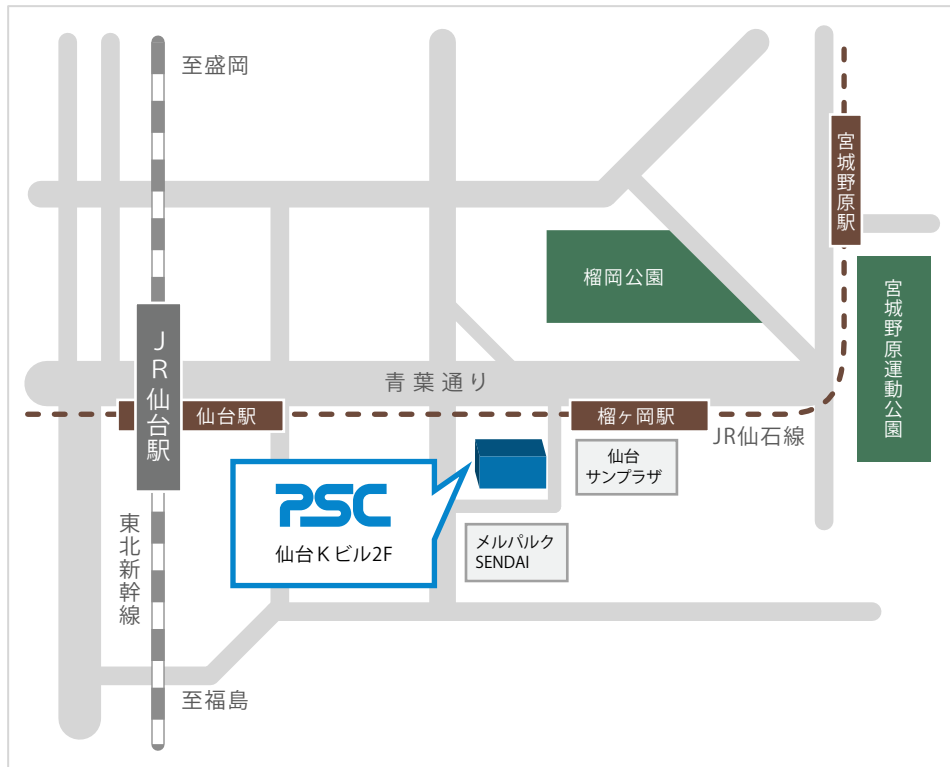 至盛岡
宮城野原駅
榴岡公園
宮城野原運動公園
JR仙台駅
青葉通り
仙台駅
榴ヶ岡駅
JR仙石線
仙台
サンプラザ
PSC
仙台Kビル2F
メルパルク
SENDAI
東北新幹線
至福島